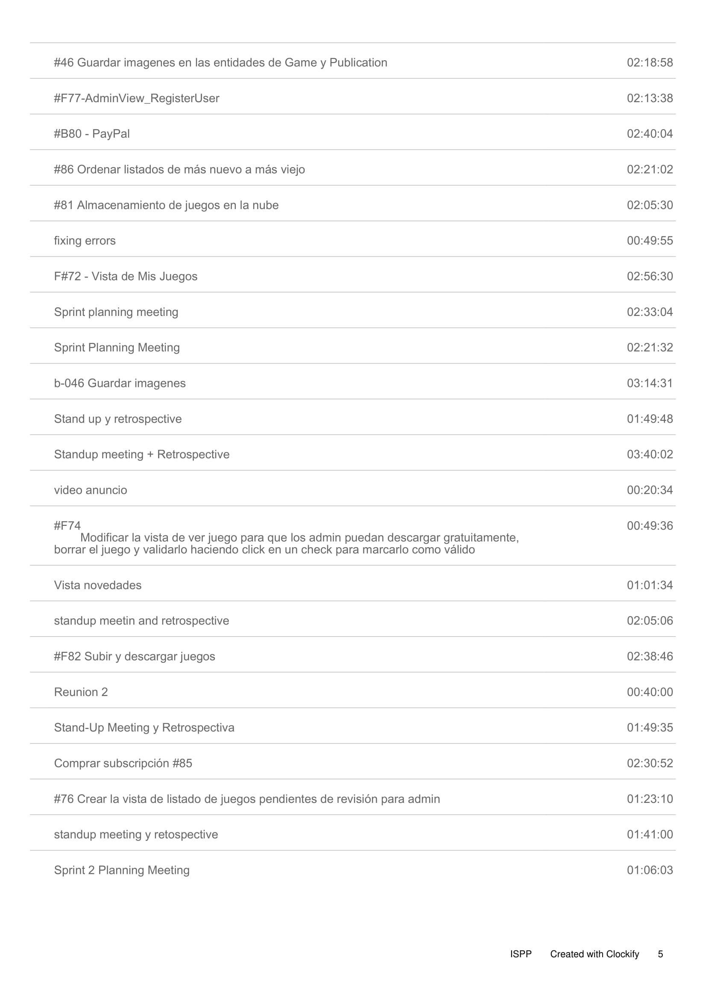 #46 Guardar imagenes en las entidades de Game y Publication 02:18:58
#F77-AdminView_RegisterUser 02:13:38
#B80 - PayPal 02:40:04
#86 Ordenar listados de más nuevo a más viejo 02:21:02
#81 Almacenamiento de juegos en la nube 02:05:30
fixing errors 00:49:55
F#72 - Vista de Mis Juegos 02:56:30
Sprint planning meeting 02:33:04
Sprint Planning Meeting 02:21:32
b-046 Guardar imagenes 03:14:31
Stand up y retrospective 01:49:48
Standup meeting + Retrospective 03:40:02
video anuncio 00:20:34
#F74 00:49:36
Modificar la vista de ver juego para que los admin puedan descargar gratuitamente,
borrar el juego y validarlo haciendo click en un check para marcarlo como válido
Vista novedades 01:01:34
standup meetin and retrospective 02:05:06
#F82 Subir y descargar juegos 02:38:46
Reunion 2 00:40:00
Stand-Up Meeting y Retrospectiva 01:49:35
Comprar subscripción #85 02:30:52
#76 Crear la vista de listado de juegos pendientes de revisión para admin 01:23:10
standup meeting y retospective 01:41:00
Sprint 2 Planning Meeting 01:06:03
ISPP Created with Clockify 5